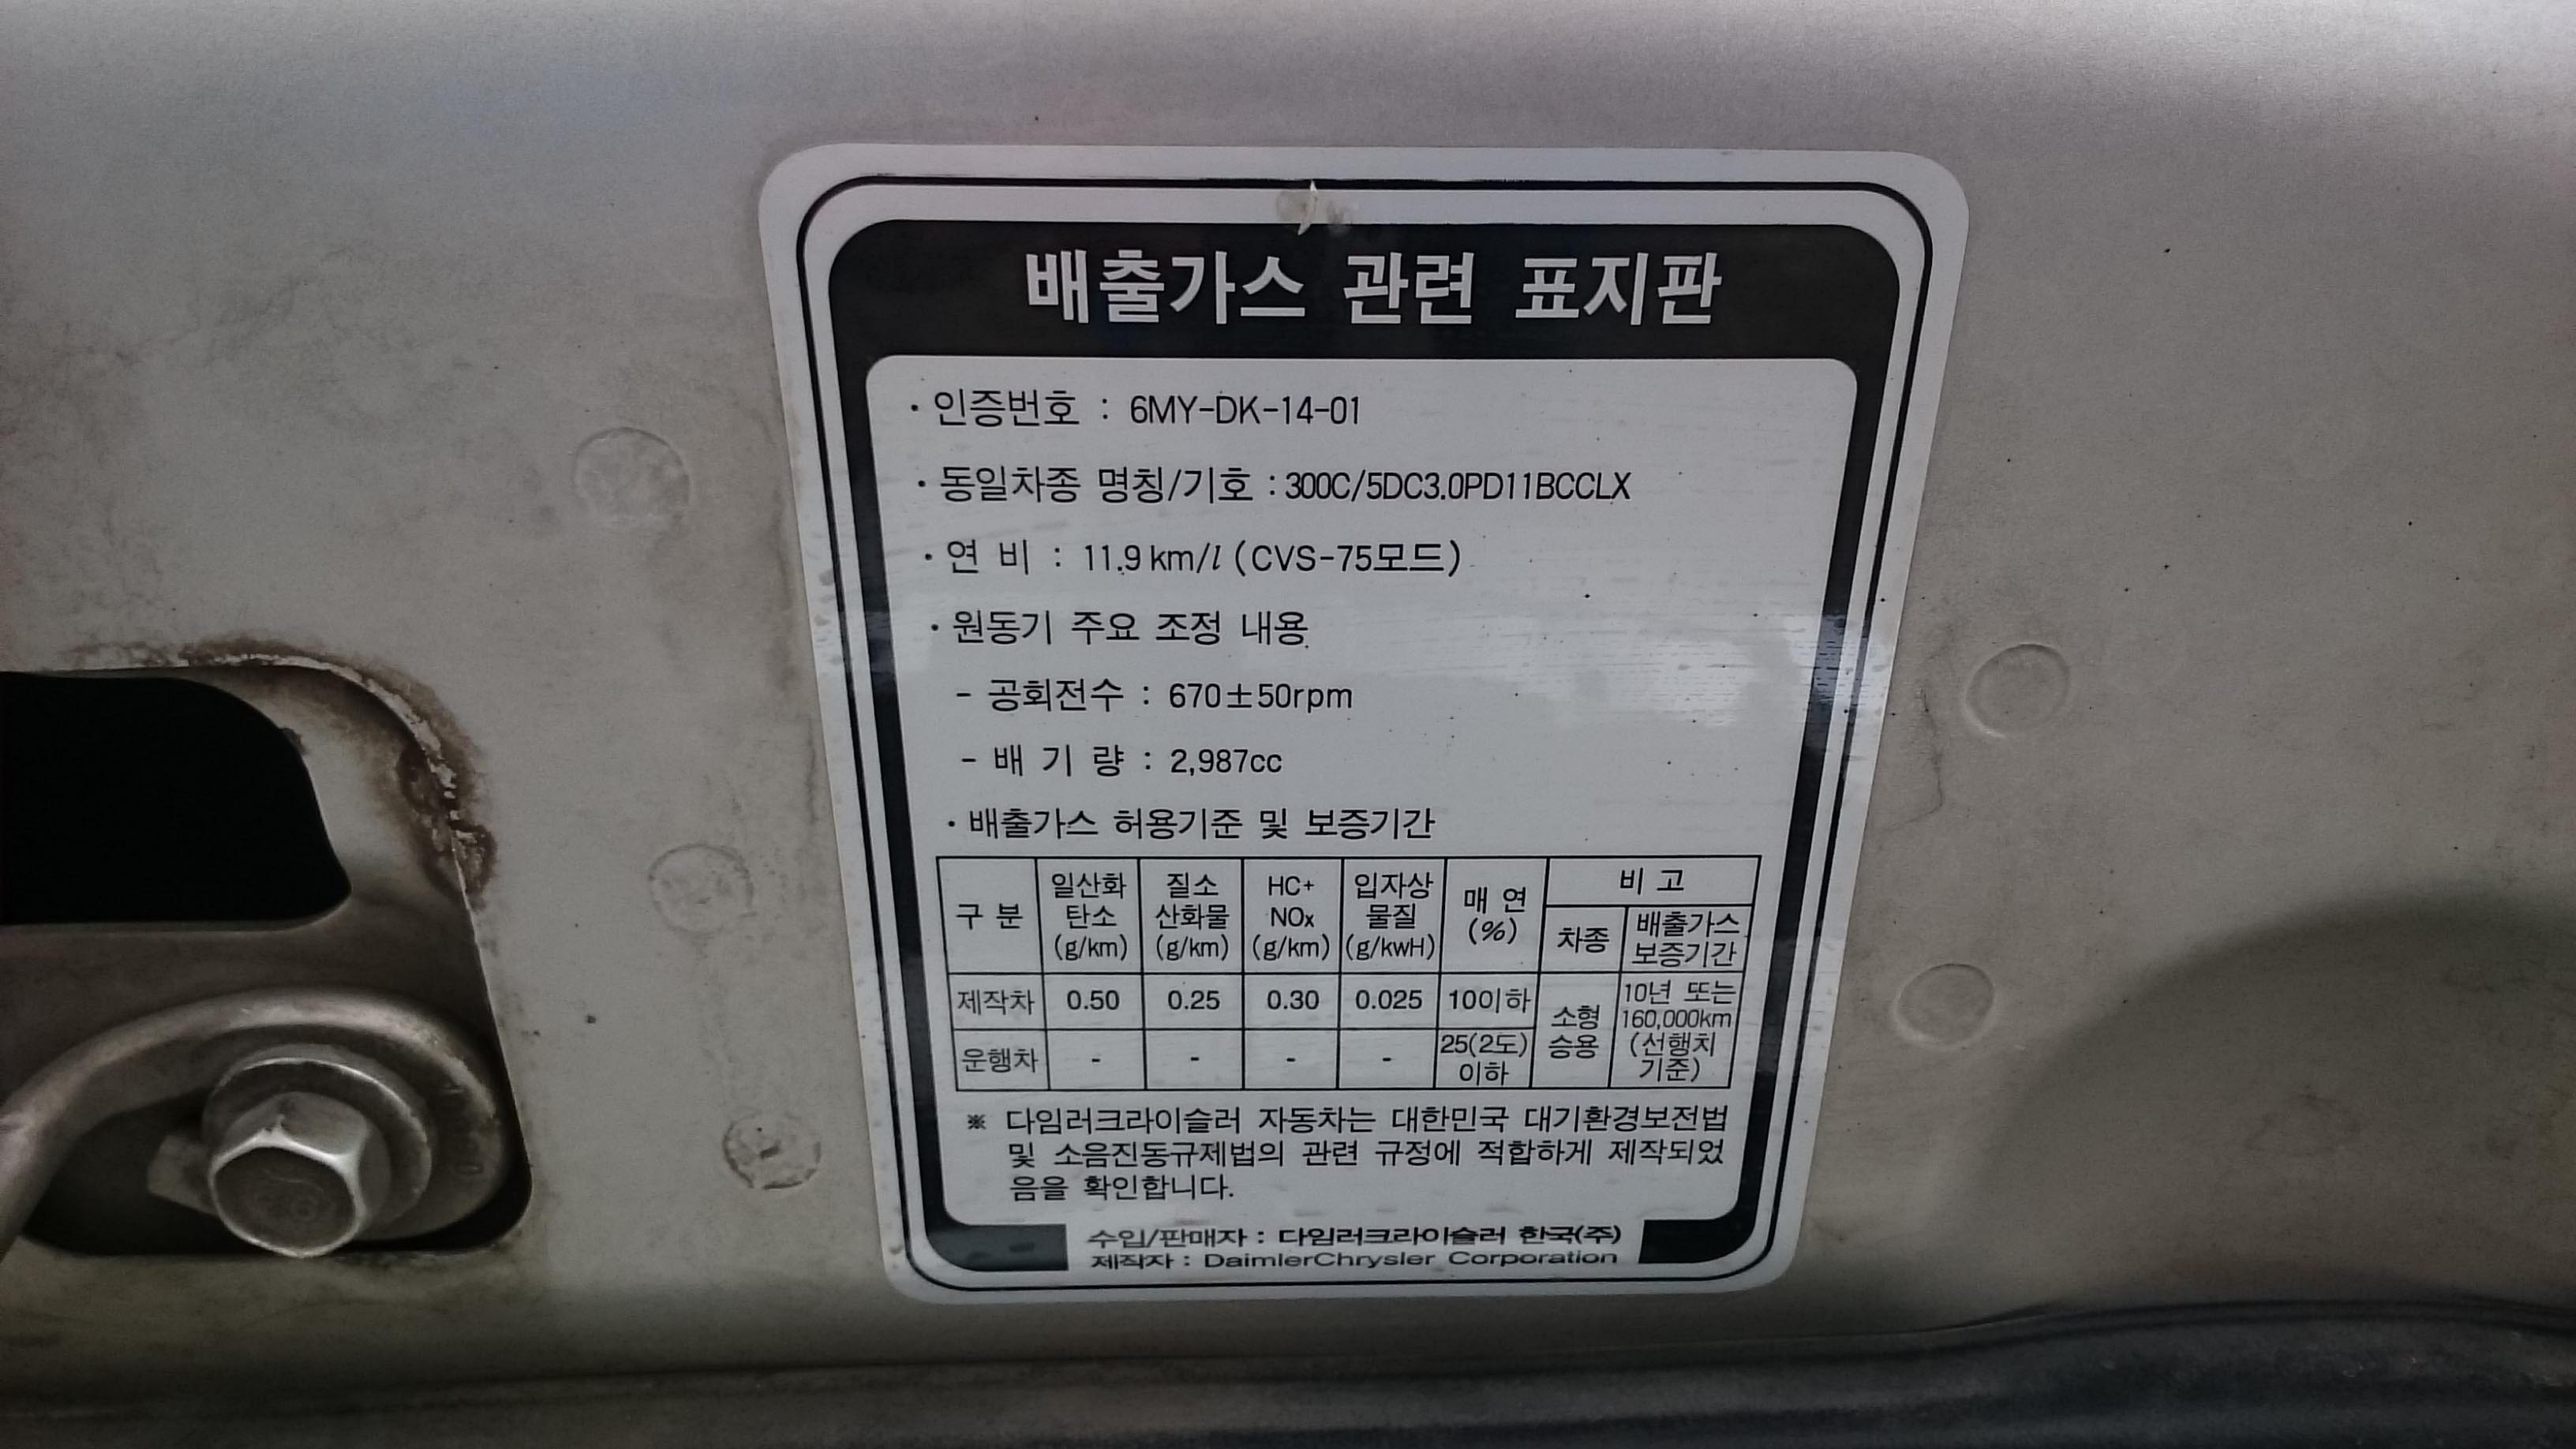 배출가스 관련 표지판
· 인증번호 : 6MY-DK-14-01
· 동일차종 명칭/기호 : 300C/5DC3.0PD11BCCLX
· 연 비 : 11.9 km/l (CVS-75모드)
· 원동기 주요 조정 내용
- 공회전수 : 670±50rpm
- 배 기 량 : 2,987cc
· 배출가스 허용기준 및 보증기간
구 분 일산화탄소 (g/km) 질소산화물 (g/km) HC+NOx (g/km) 입자상물질 (g/kwH) 매 연 (%) 비 고
차종 배출가스 보증기간
제작차 0.50 0.25 0.30 0.025 10이하 소형승용 10년 또는 160,000km (선행치 기준)
운행차 - - - - 25(2도) 이하
※ 다임러크라이슬러 자동차는 대한민국 대기환경보전법
및 소음진동규제법의 관련 규정에 적합하게 제작되었
음을 확인합니다.
수입/판매자 : 다임러크라이슬러 한국(주)
제작자 : DaimlerChrysler Corporation